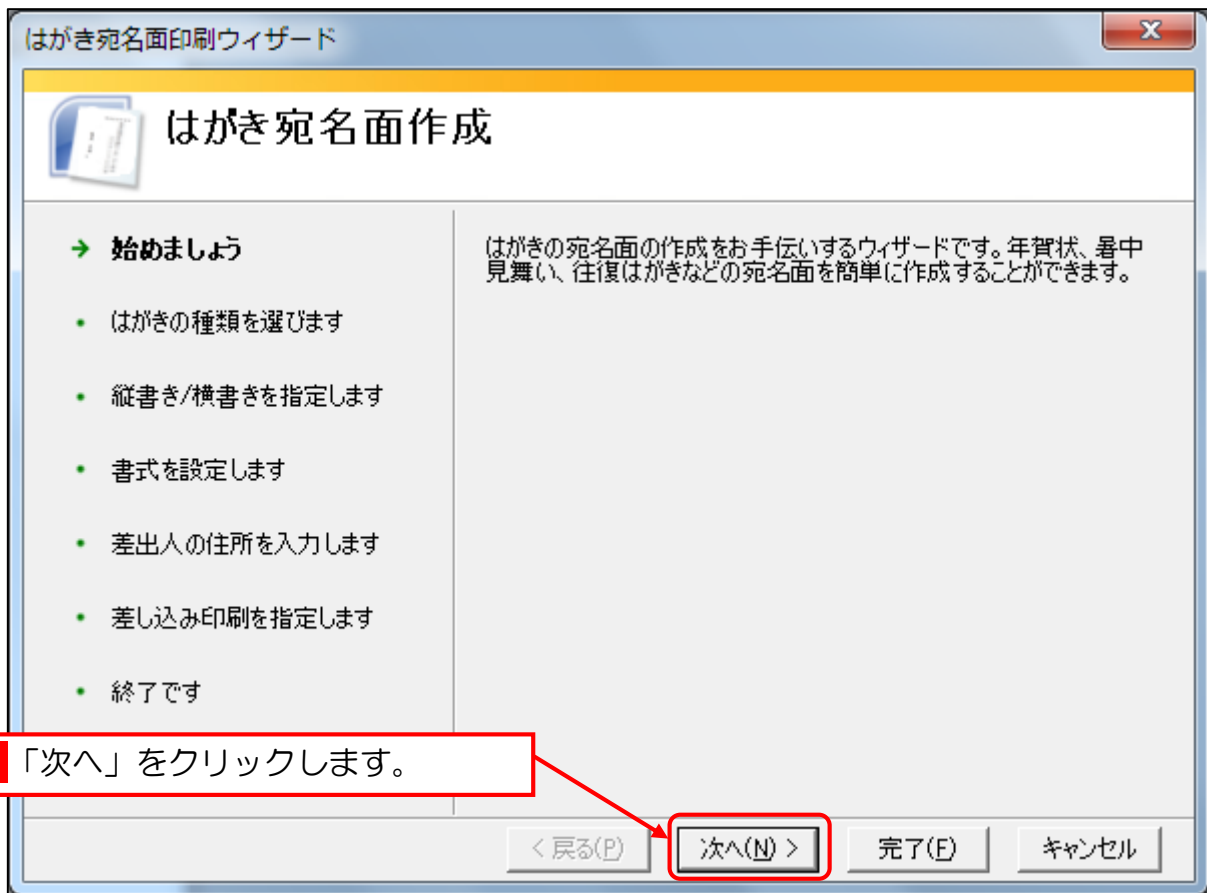 はがき宛名面印刷ウィザード
はがき宛名面作成
始めましょう
はがきの種類を選びます
縦書き/横書きを指定します
書式を設定します
差出人の住所を入力します
差し込み印刷を指定します
終了です
はがきの宛名面の作成をお手伝いするウィザードです。年賀状、暑中
見舞い、往復はがきなどの宛名面を簡単に作成することができます。
「次へ」をクリックします。
< 戻る(P)
次へ(N) >
完了(F)
キャンセル